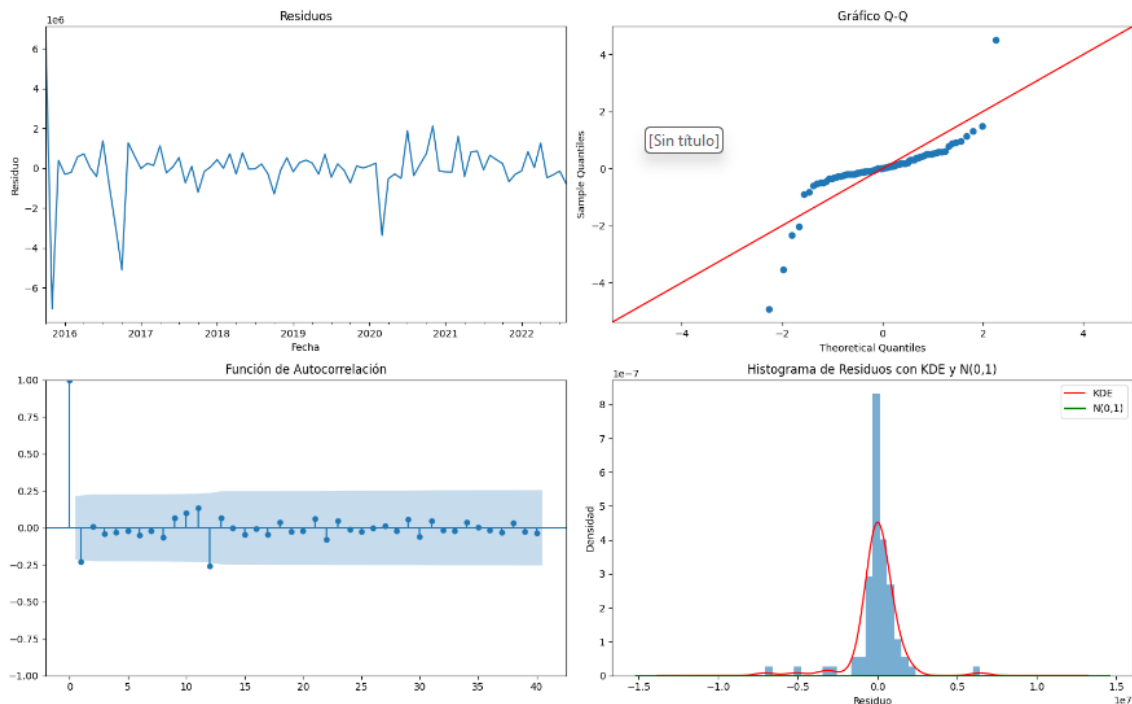 Residuos
1e6
6
4
2
0
−2
−4
−6
Residuo
2016 2017 2018 2019 2020 2021 2022
Fecha
Gráfico Q-Q
4
2
0
−2
−4
Sample Quantiles
[Sin título]
−4 −2 0 2 4
Theoretical Quantiles
Función de Autocorrelación
1.00
0.75
0.50
0.25
0.00
−0.25
−0.50
−0.75
−1.00
0 5 10 15 20 25 30 35 40
Histograma de Residuos con KDE y N(0,1)
1e−7
8
7
6
5
4
3
2
1
0
Densidad
KDE
N(0,1)
−1.5 −1.0 −0.5 0.0 0.5 1.0 1.5
Residuo
1e7